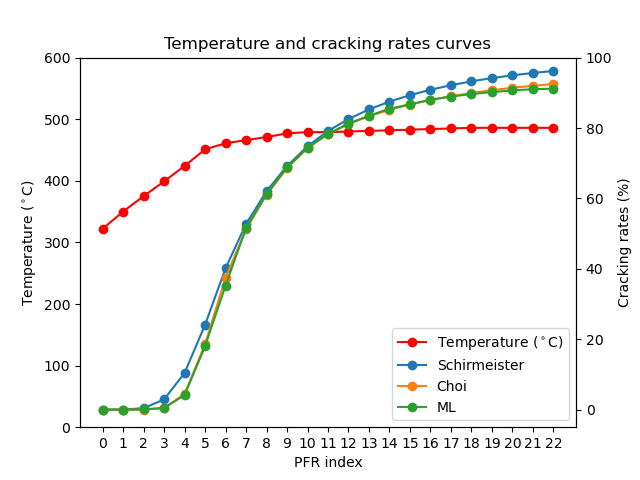 Temperature and cracking rates curves
600
500
400
300
200
100
0
Temperature (°C)
100
80
60
40
20
0
Cracking rates (%)
Temperature (°C)
Schirmeister
Choi
ML
0 1 2 3 4 5 6 7 8 9 10 11 12 13 14 15 16 17 18 19 20 21 22
PFR index